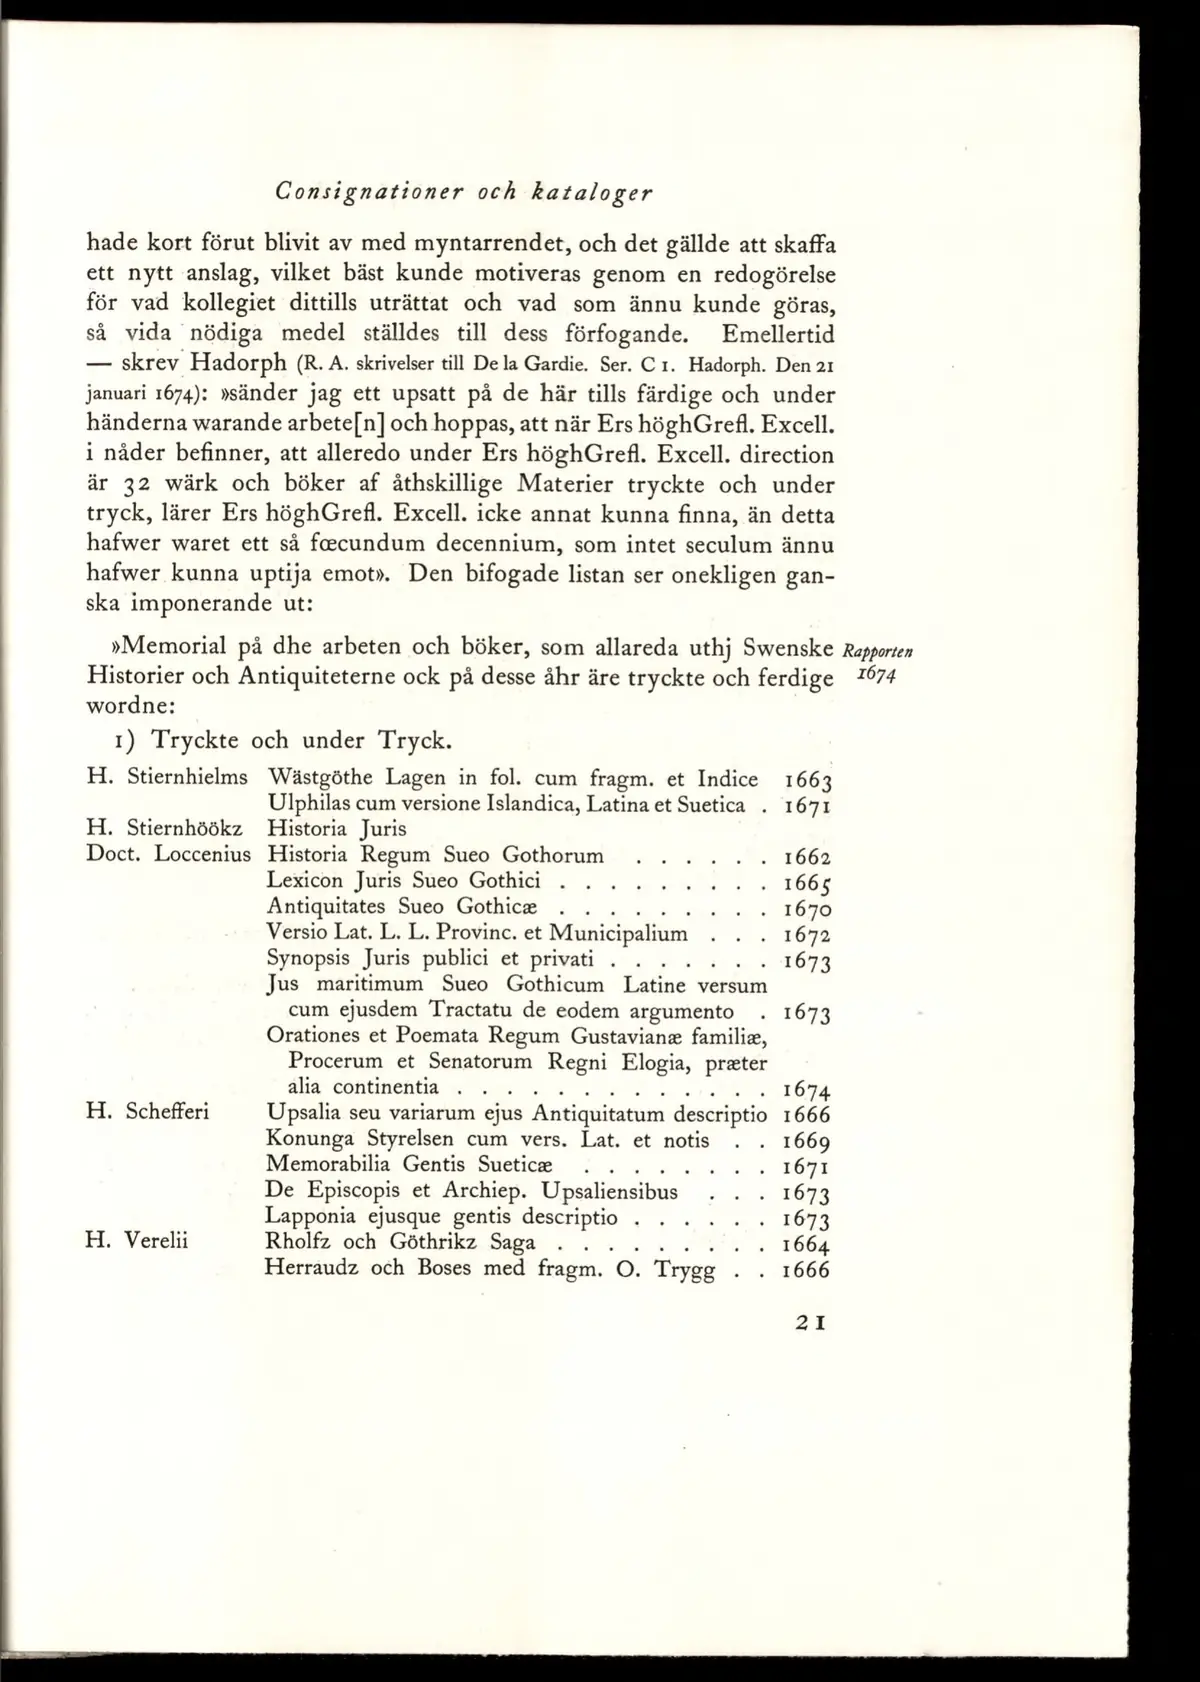 Consignationer och kataloger
hade kort förut blivit av med myntarrendet, och det gällde att skaffa
ett nytt anslag, vilket bäst kunde motiveras genom en redogörelse
för vad kollegiet dittills uträttat och vad som ännu kunde göras,
så vida nödiga medel ställdes till dess förfogande. Emellertid
— skrev Hadorph (R. A. skrivelser till De la Gardie. Ser. C 1. Hadorph. Den 21
januari 1674): »sänder jag ett upsatt på de här tills färdige och under
händerna warande arbete[n] och hoppas, att när Ers höghGrefl. Excell.
i nåder befinner, att alleredo under Ers höghGrefl. Excell. direction
är 32 wärk och böker af åthskillige Materier tryckte och under
tryck, lärer Ers höghGrefl. Excell. icke annat kunna finna, än detta
hafwer waret ett så fœcundum decennium, som intet seculum ännu
hafwer kunna uptija emot». Den bifogade listan ser onekligen gan-
ska imponerande ut:
»Memorial på dhe arbeten och böker, som allareda uthj Swenske Rapporten
Historier och Antiquiteterne ock på desse åhr äre tryckte och ferdige 1674
wordne:
1) Tryckte och under Tryck.
H. Stiernhielms Wästgöthe Lagen in fol. cum fragm. et Indice 1663
Ulphilas cum versione Islandica, Latina et Suetica . 1671
H. Stiernhöökz Historia Juris
Doct. Loccenius Historia Regum Sueo Gothorum . . . . . . 1662
Lexicon Juris Sueo Gothici . . . . . . . . . 1665
Antiquitates Sueo Gothicæ . . . . . . . . . 1670
Versio Lat. L. L. Provinc. et Municipalium . . . 1672
Synopsis Juris publici et privati . . . . . . . 1673
Jus maritimum Sueo Gothicum Latine versum
cum ejusdem Tractatu de eodem argumento . 1673
Orationes et Poemata Regum Gustavianæ familiæ,
Procerum et Senatorum Regni Elogia, præter
alia continentia . . . . . . . . . . . . . 1674
H. Schefferi Upsalia seu variarum ejus Antiquitatum descriptio 1666
Konunga Styrelsen cum vers. Lat. et notis . . 1669
Memorabilia Gentis Sueticæ . . . . . . . . 1671
De Episcopis et Archiep. Upsaliensibus . . . 1673
Lapponia ejusque gentis descriptio . . . . . . 1673
H. Verelii Rholfz och Göthrikz Saga . . . . . . . . . 1664
Herraudz och Boses med fragm. O. Trygg . . 1666
21